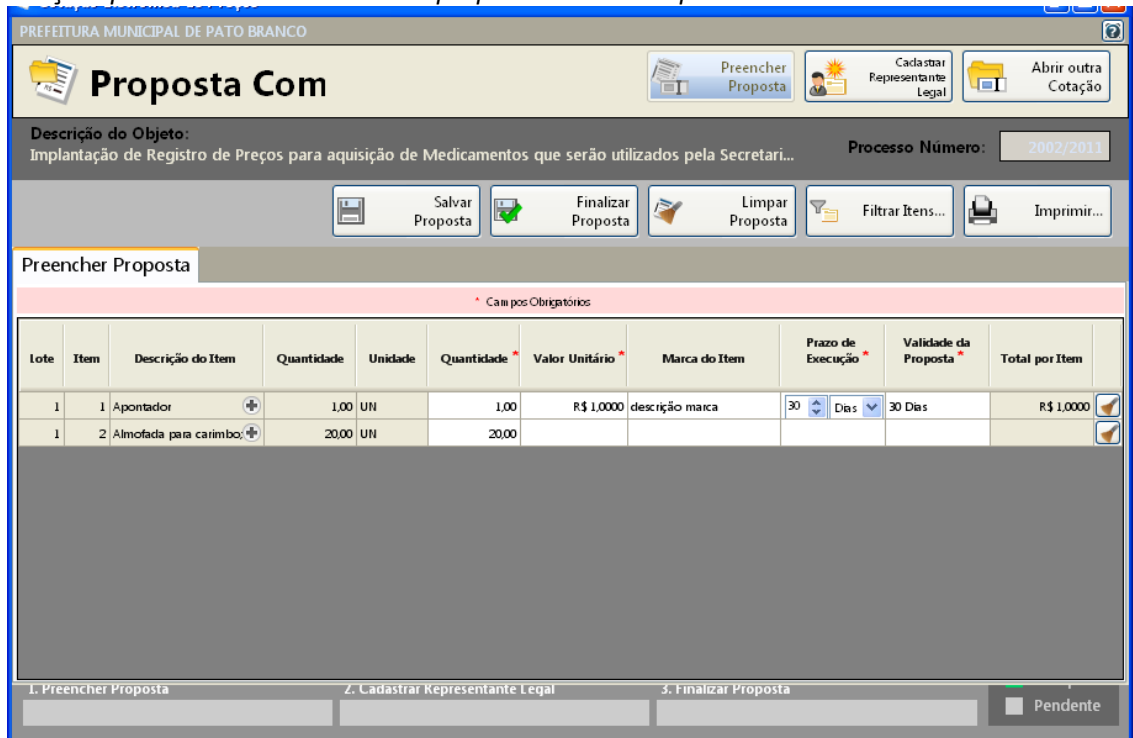 PREFEITURA MUNICIPAL DE PATO BRANCO
Proposta Com
Preencher
Proposta
Cadastrar
Representante
Legal
Abrir outra
Cotação
Descrição do Objeto:
Implantação de Registro de Preços para aquisição de Medicamentos que serão utilizados pela Secretari...
Processo Número:
2002/2011
Salvar
Proposta
Finalizar
Proposta
Limpar
Proposta
Filtrar Itens...
Imprimir...
Preencher Proposta
* Campos Obrigatórios
Lote Item Descrição do Item Quantidade Unidade Quantidade * Valor Unitário * Marca do Item Prazo de Execução * Validade da Proposta * Total por Item
1 1 Apontador 1,00 UN 1,00 R$ 1,0000 descrição marca 30 Dias 30 Dias R$ 1,0000
1 2 Almofada para carimbo; 20,00 UN 20,00
1. Preencher Proposta
2. Cadastrar Representante Legal
3. Finalizar Proposta
Pendente